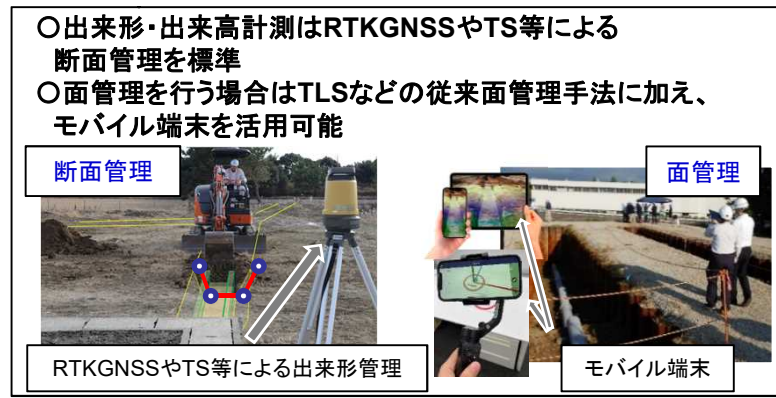 〇出来形・出来高計測はRTKGNSSやTS等による
断面管理を標準
〇面管理を行う場合はTLSなどの従来面管理手法に加え、
モバイル端末を活用可能
断面管理
面管理
RTKGNSSやTS等による出来形管理
モバイル端末